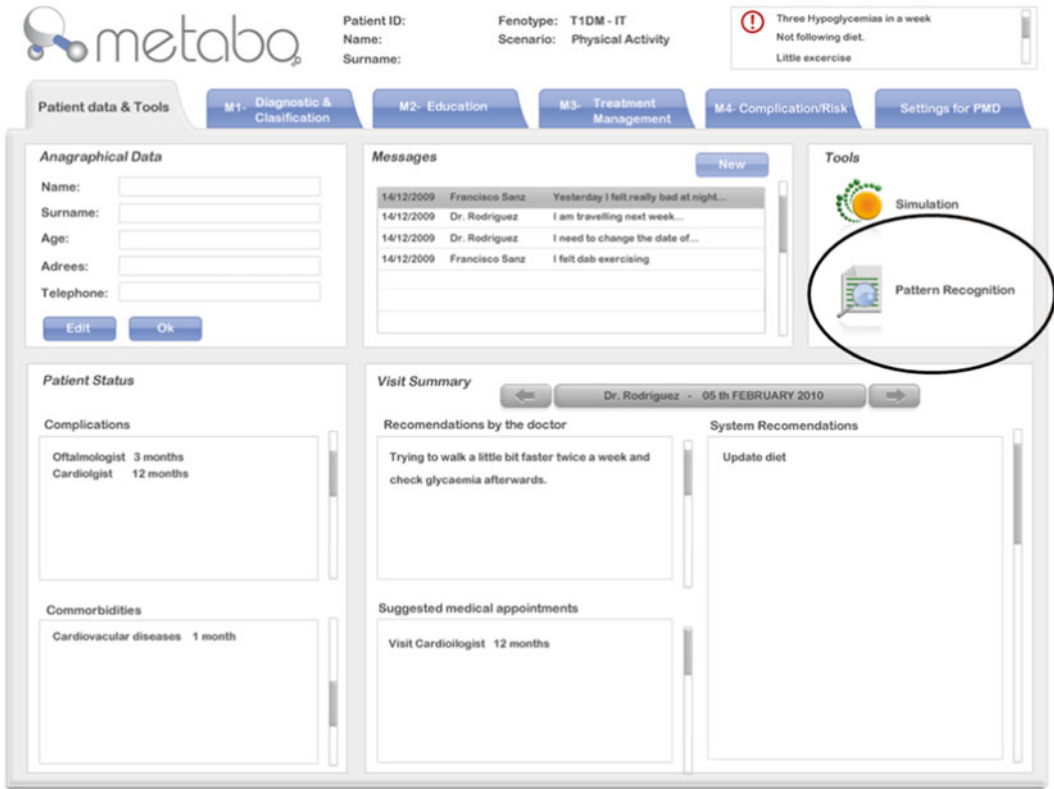 metabo
Patient ID:
Name:
Surname:
Fenotype: T1DM - IT
Scenario: Physical Activity
Three Hypoglycemias in a week
Not following diet.
Little excercise
Patient data & Tools
M1- Diagnostic &
Clasification
M2- Education
M3- Treatment
Management
M4- Complication/Risk
Settings for PMD
Anagraphical Data
Name:
Surname:
Age:
Adrees:
Telephone:
Edit Ok
Messages
New
14/12/2009 Francisco Sanz Yesterday I felt really bad at night...
14/12/2009 Dr. Rodriguez I am travelling next week...
14/12/2009 Dr. Rodriguez I need to change the date of...
14/12/2009 Francisco Sanz I felt dab exercising
Tools
Simulation
Pattern Recognition
Patient Status
Complications
Oftalmologist 3 months
Cardiolgist 12 months
Commorbidities
Cardiovacular diseases 1 month
Visit Summary
Dr. Rodriguez - 05 th FEBRUARY 2010
Recomendations by the doctor
Trying to walk a little bit faster twice a week and
check glycaemia afterwards.
Suggested medical appointments
Visit Cardioilogist 12 months
System Recomendations
Update diet